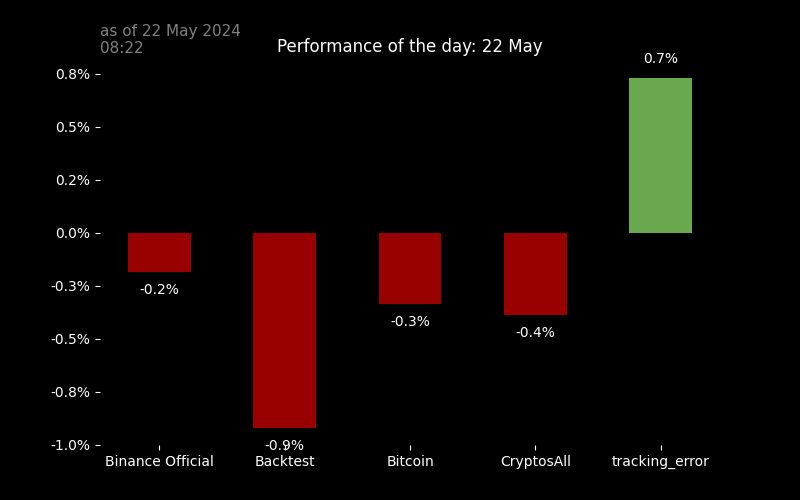 as of 22 May 2024
08:22
Performance of the day: 22 May
0.7%
0.8%
0.5%
0.2%
0.0%
-0.3%
-0.5%
-0.8%
-1.0%
-0.2%
-0.9%
-0.3%
-0.4%
Binance Official
Backtest
Bitcoin
CryptosAll
tracking_error